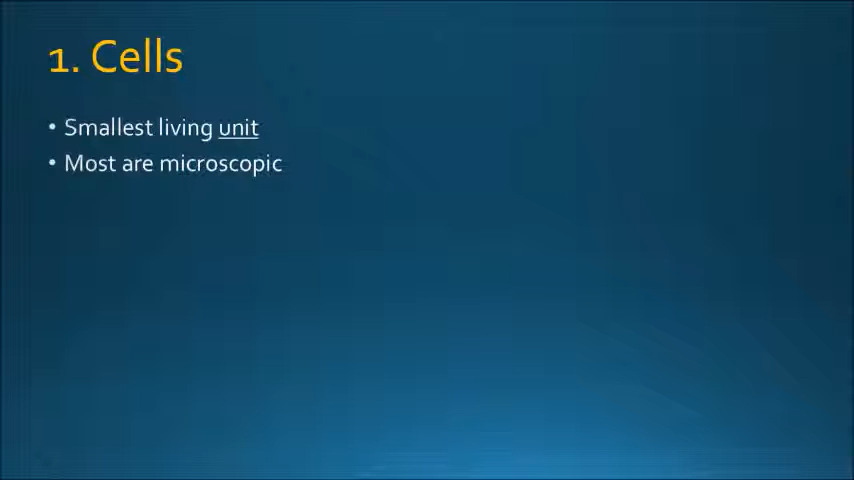 1. Cells
• Smallest living unit
• Most are microscopic